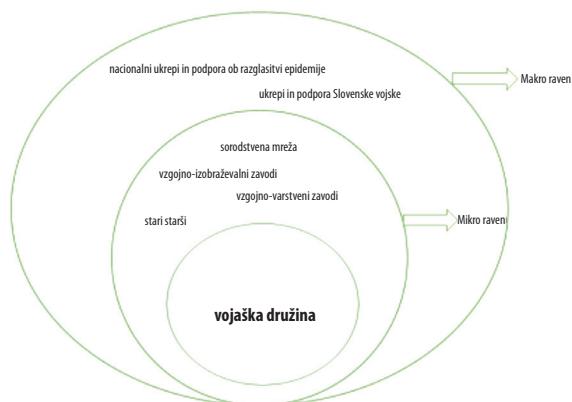 nacionalni ukrepi in podpora ob razglasitvi epidemije
Makro raven
ukrepi in podpora Slovenske vojske
sorodstvena mreža
vzgojno-izobraževalni zavodi
vzgojno-varstveni zavodi
stari starši
Mikro raven
vojaška družina